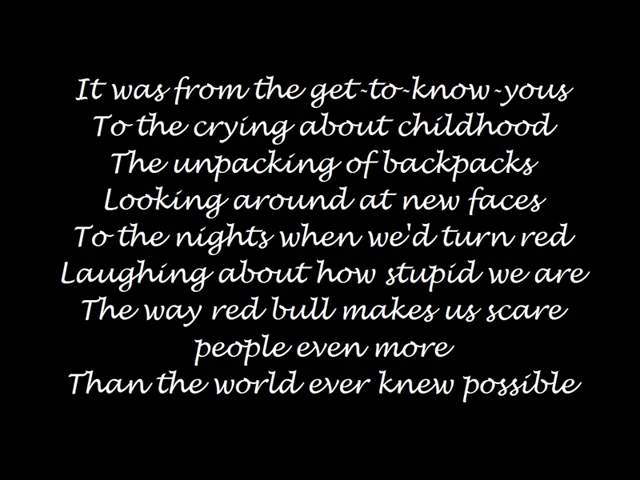 It was from the get-to-know-yous
To the crying about childhood
The unpacking of backpacks
Looking around at new faces
To the nights when we'd turn red
Laughing about how stupid we are
The way red bull makes us scare
people even more
Than the world ever knew possible